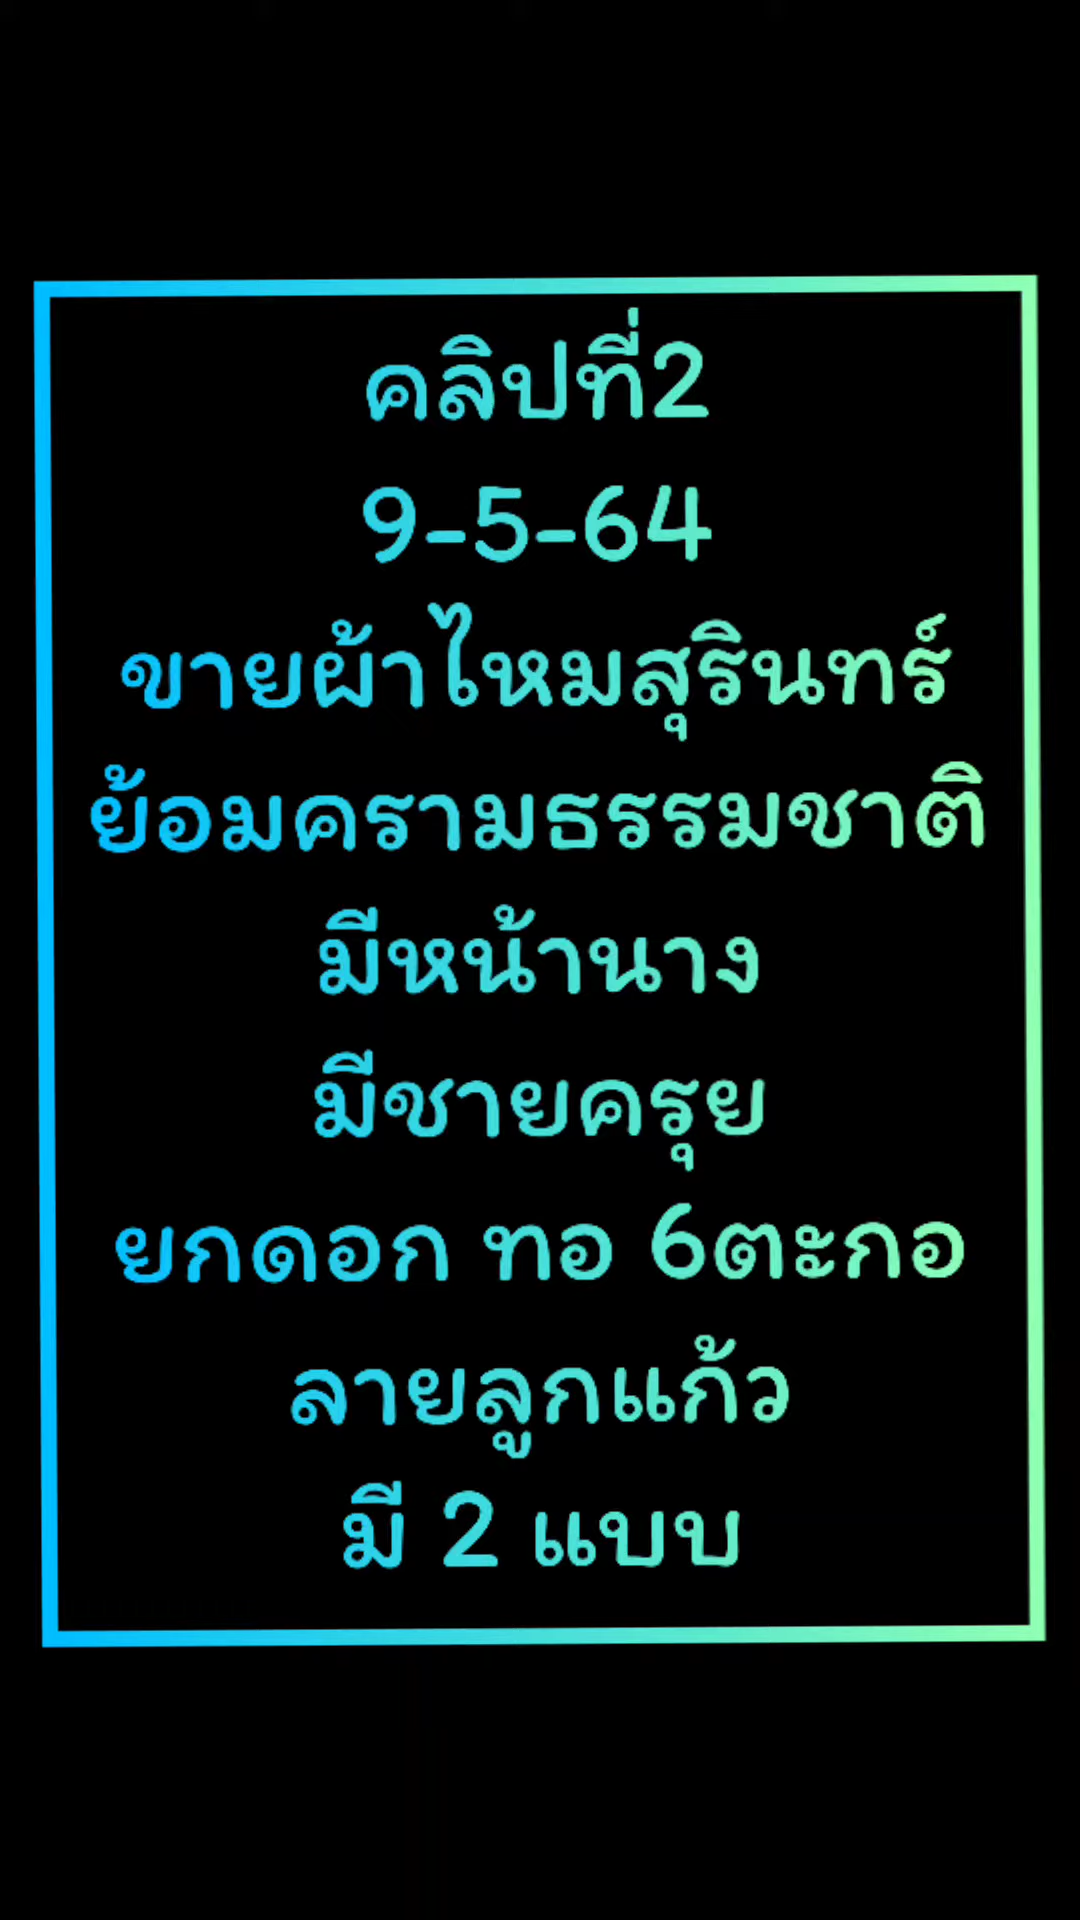 คลิปที่2
9-5-64
ขายผ้าไหมสุรินทร์
ย้อมครามธรรมชาติ
มีหน้านาง
มีชายครุย
ยกดอก ทอ 6ตะกอ
ลายลูกแก้ว
มี 2 แบบ